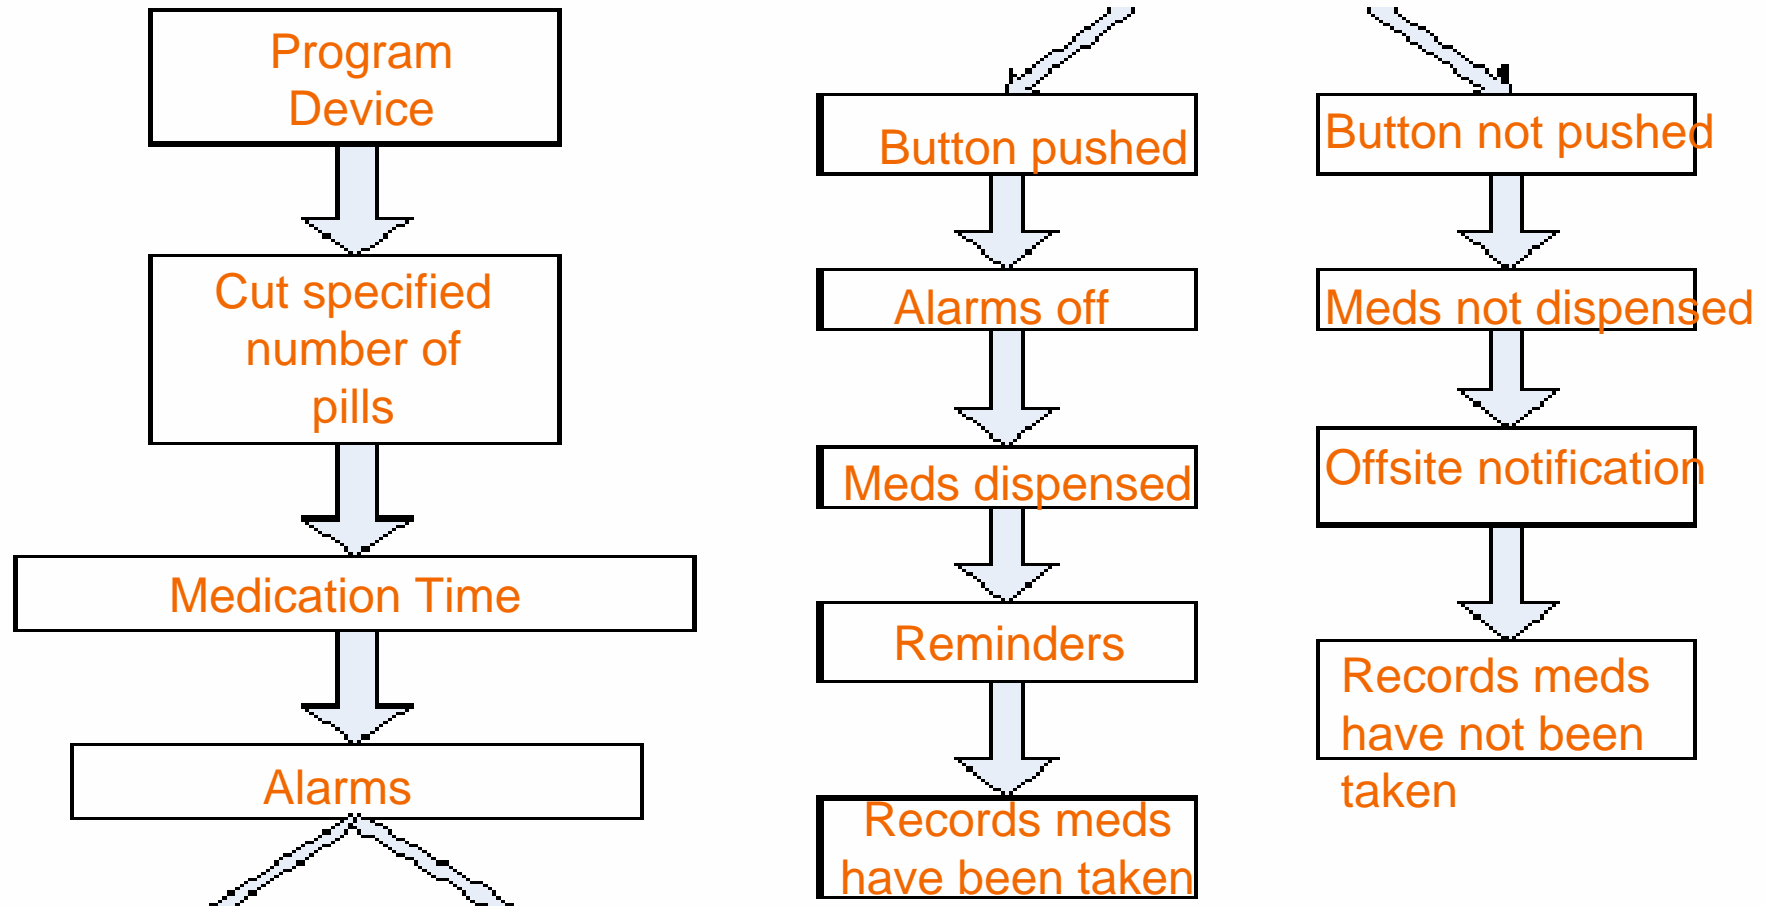 Program
Device
Cut specified
number of
pills
Medication Time
Alarms
Button pushed
Alarms off
Meds dispensed
Reminders
Records meds
have been taken
Button not pushed
Meds not dispensed
Offsite notification
Records meds
have not been
taken